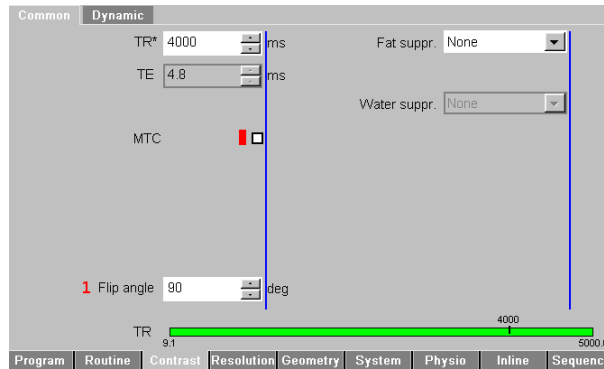 Common Dynamic
TR* 4000 ms Fat suppr. None
TE 4.8 ms
Water suppr. None
MTC
1 Flip angle 90 deg
4000
TR
9.1 5000.0
Program Routine Contrast Resolution Geometry System Physio Inline Sequenc